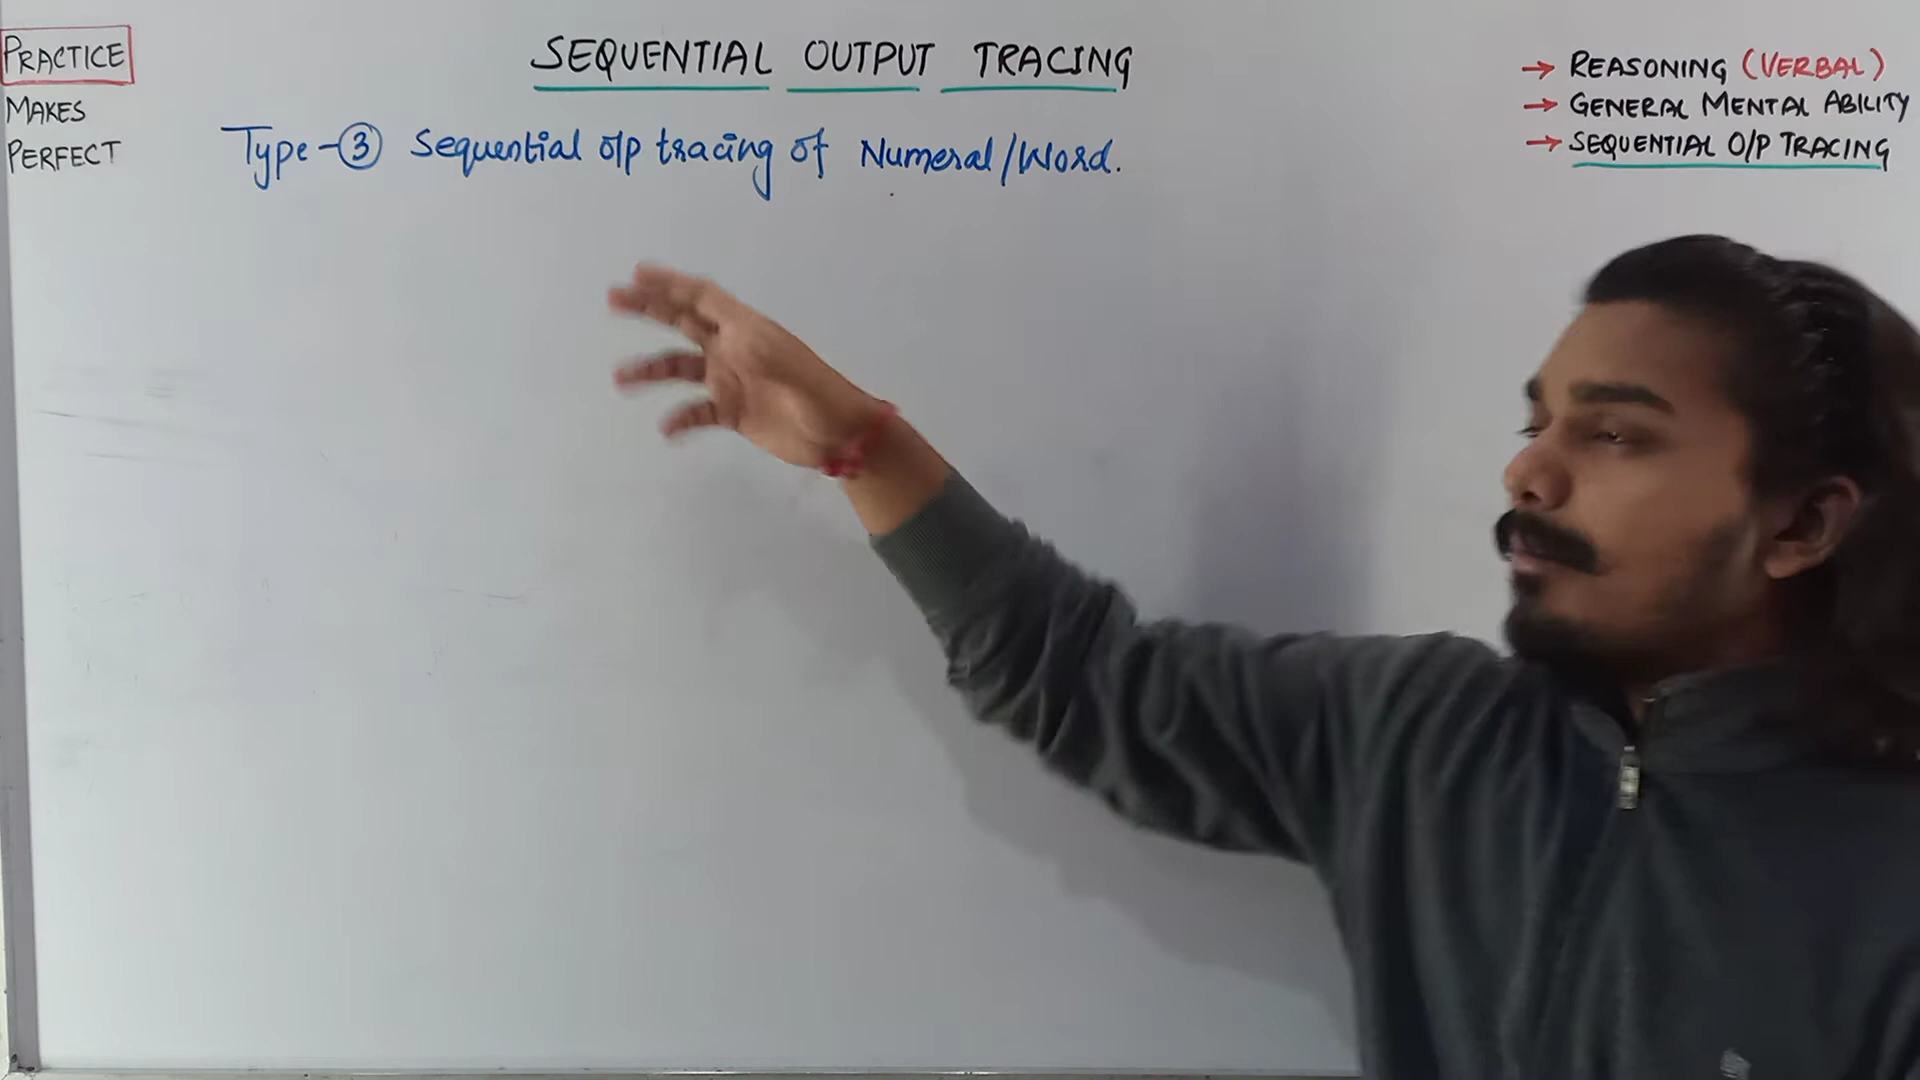 PRACTICE
MAKES
PERFECT
SEQUENTIAL OUTPUT TRACING
Type-③ Sequential o/p tracing of Numeral/Word.
→ REASONING (VERBAL)
→ GENERAL MENTAL ABILITY
→ SEQUENTIAL O/P TRACING